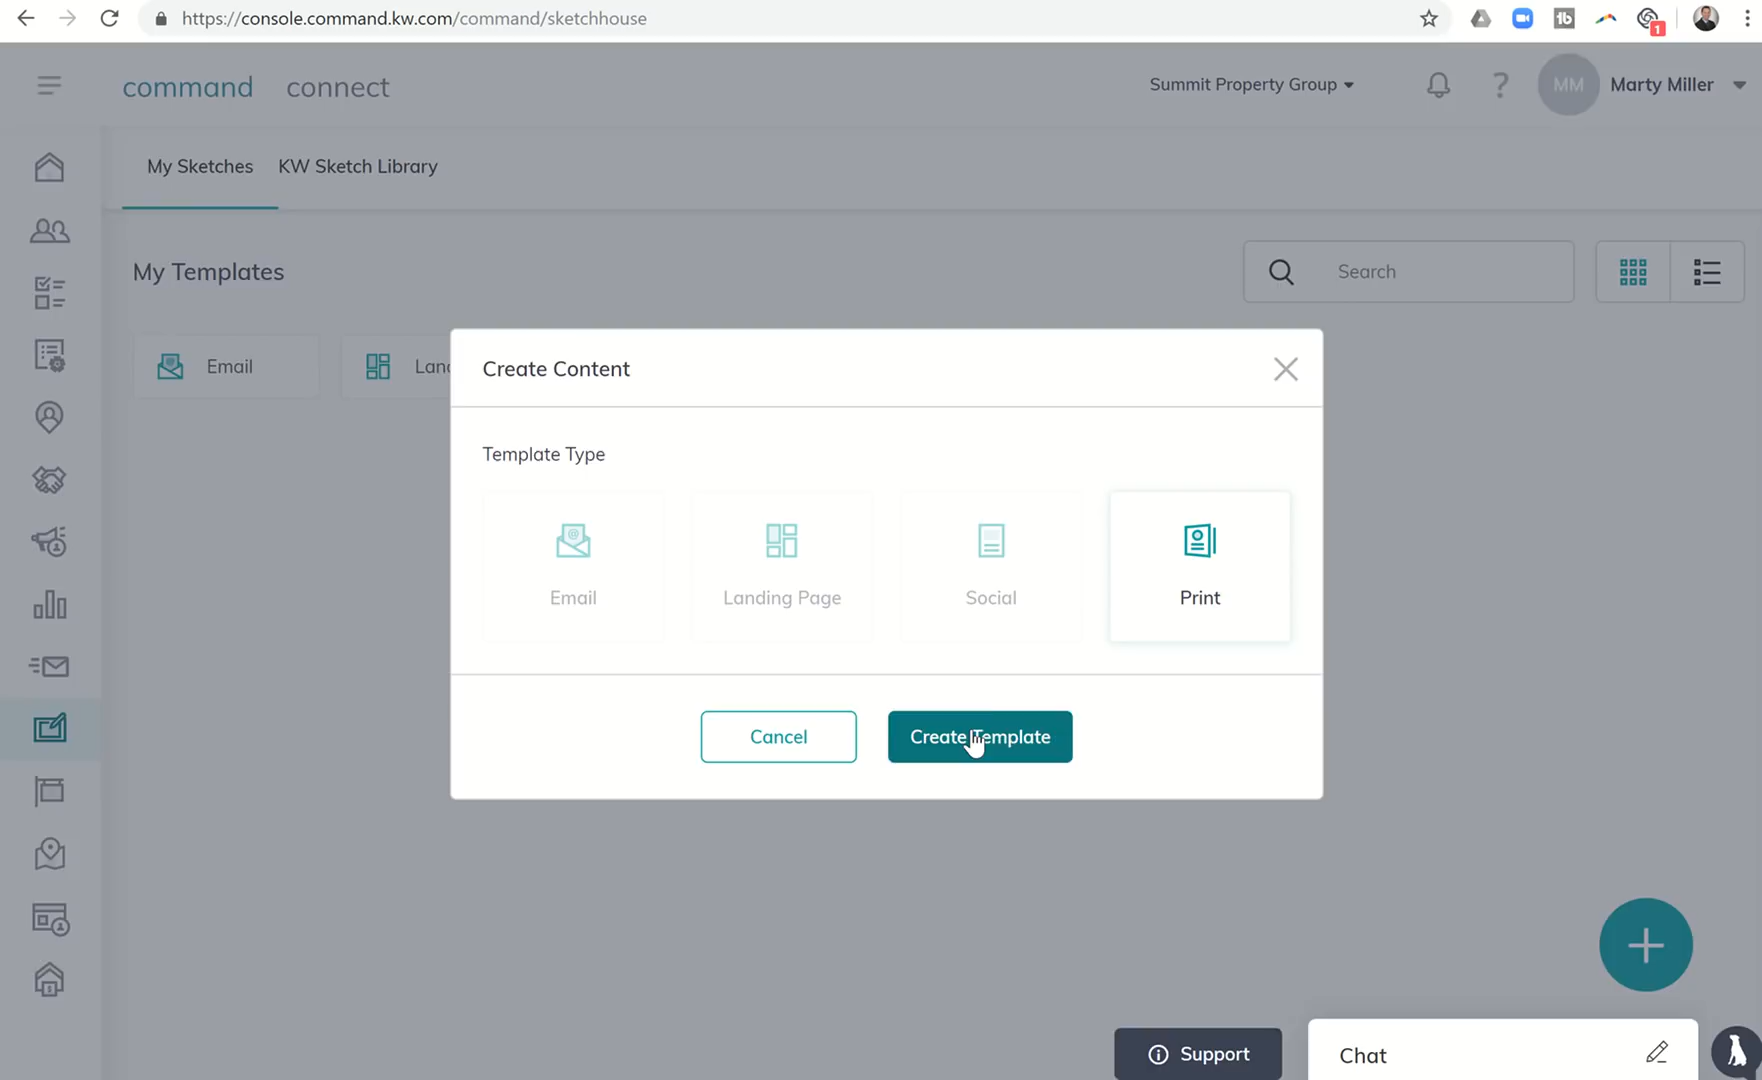 https://console.command.kw.com/command/sketchhouse
1
command connect
Summit Property Group
?
MM
Marty Miller
My Sketches KW Sketch Library
My Templates
Search
Email
Lan
Create Content
Template Type
Email
Landing Page
Social
Print
Cancel
Create Template
Support
Chat